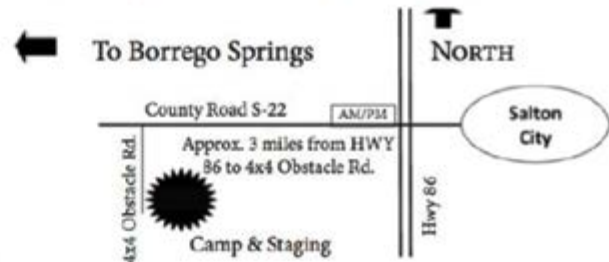 To Borrego Springs
NORTH
County Road S-22
AM/PM
Salton
City
Approx. 3 miles from HWY
86 to 4x4 Obstacle Rd.
4x4 Obstacle Rd.
Hwy 86
Camp & Staging